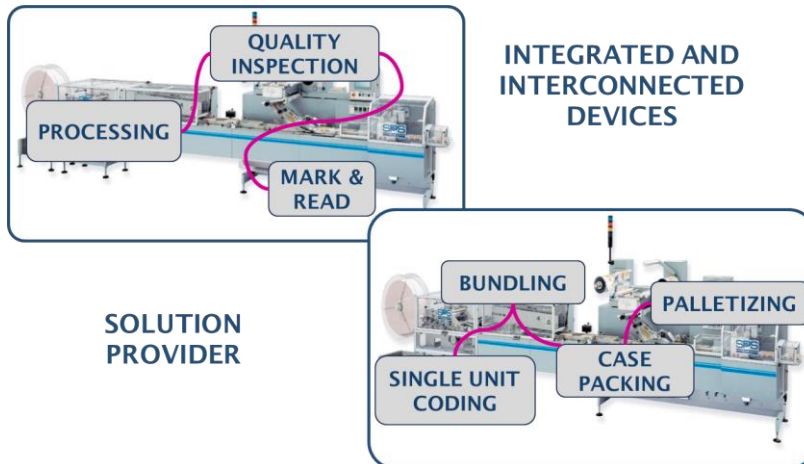 QUALITY
INSPECTION
PROCESSING
MARK &
READ
INTEGRATED AND
INTERCONNECTED
DEVICES
SOLUTION
PROVIDER
BUNDLING
PALLETIZING
SINGLE UNIT
CODING
CASE
PACKING